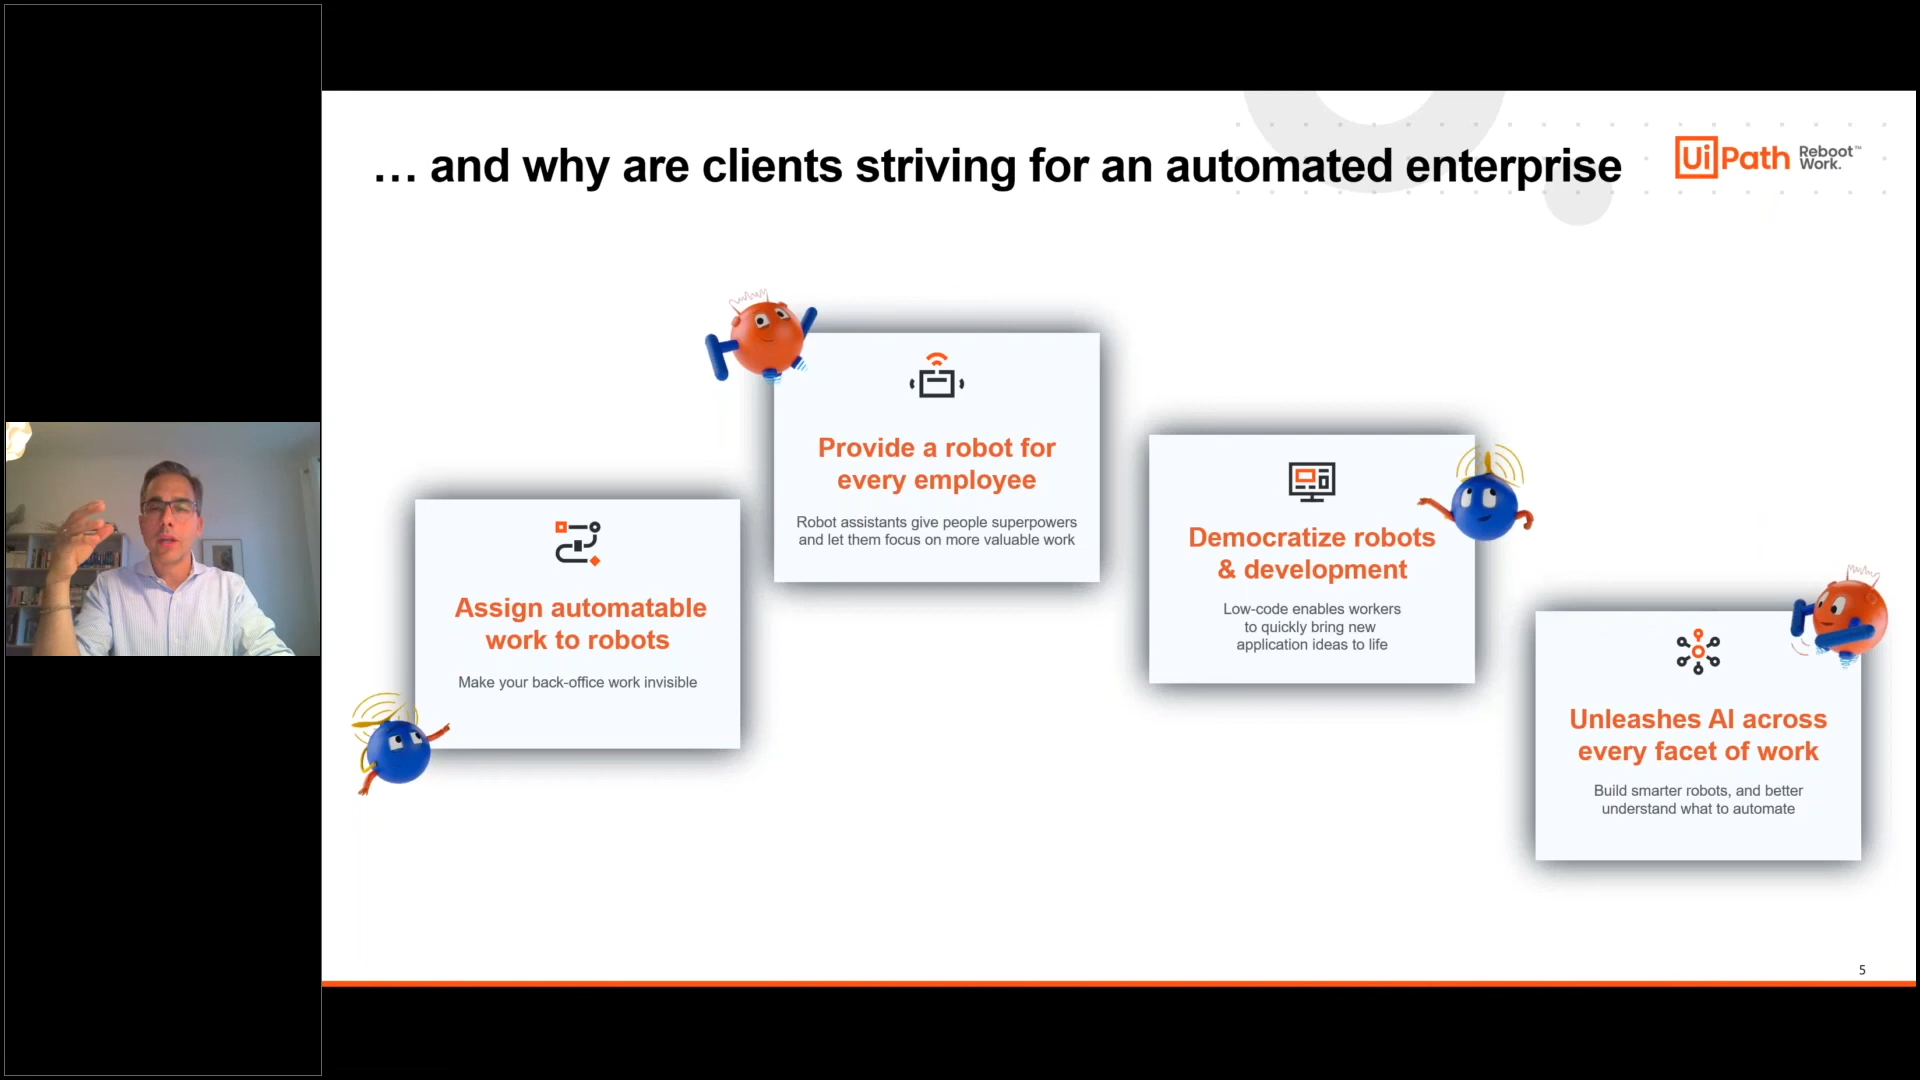 … and why are clients striving for an automated enterprise
UiPath Reboot Work.™
Assign automatable
work to robots
Make your back-office work invisible
Provide a robot for
every employee
Robot assistants give people superpowers
and let them focus on more valuable work
Democratize robots
& development
Low-code enables workers
to quickly bring new
application ideas to life
Unleashes AI across
every facet of work
Build smarter robots, and better
understand what to automate
5